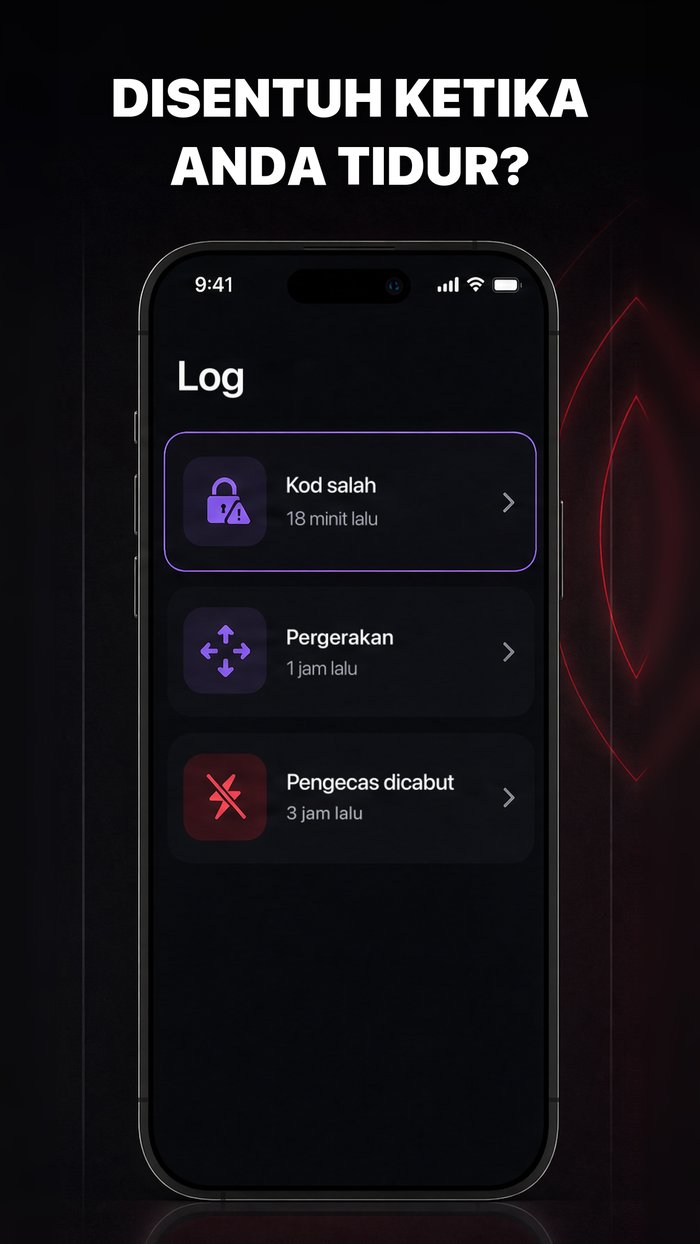 DISENTUH KETIKA
ANDA TIDUR?
9:41
Log
Kod salah
18 minit lalu
Pergerakan
1 jam lalu
Pengecas dicabut
3 jam lalu